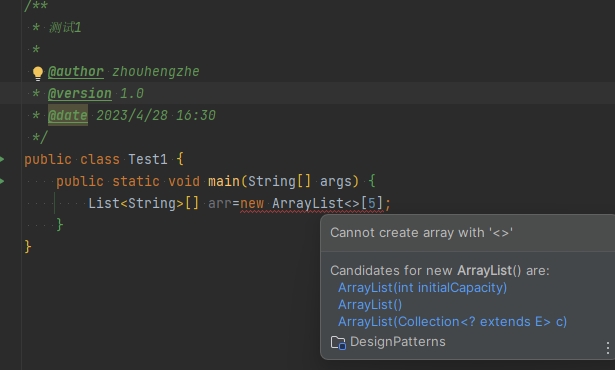 /**
* 测试1
*
* @author zhouhengzhe
* @version 1.0
* @date 2023/4/28 16:30
*/
public class Test1 {
public static void main(String[] args) {
List<String>[] arr=new ArrayList<>[5];
}
}
Cannot create array with '<>'
Candidates for new ArrayList() are:
ArrayList(int initialCapacity)
ArrayList()
ArrayList(Collection<? extends E> c)
DesignPatterns